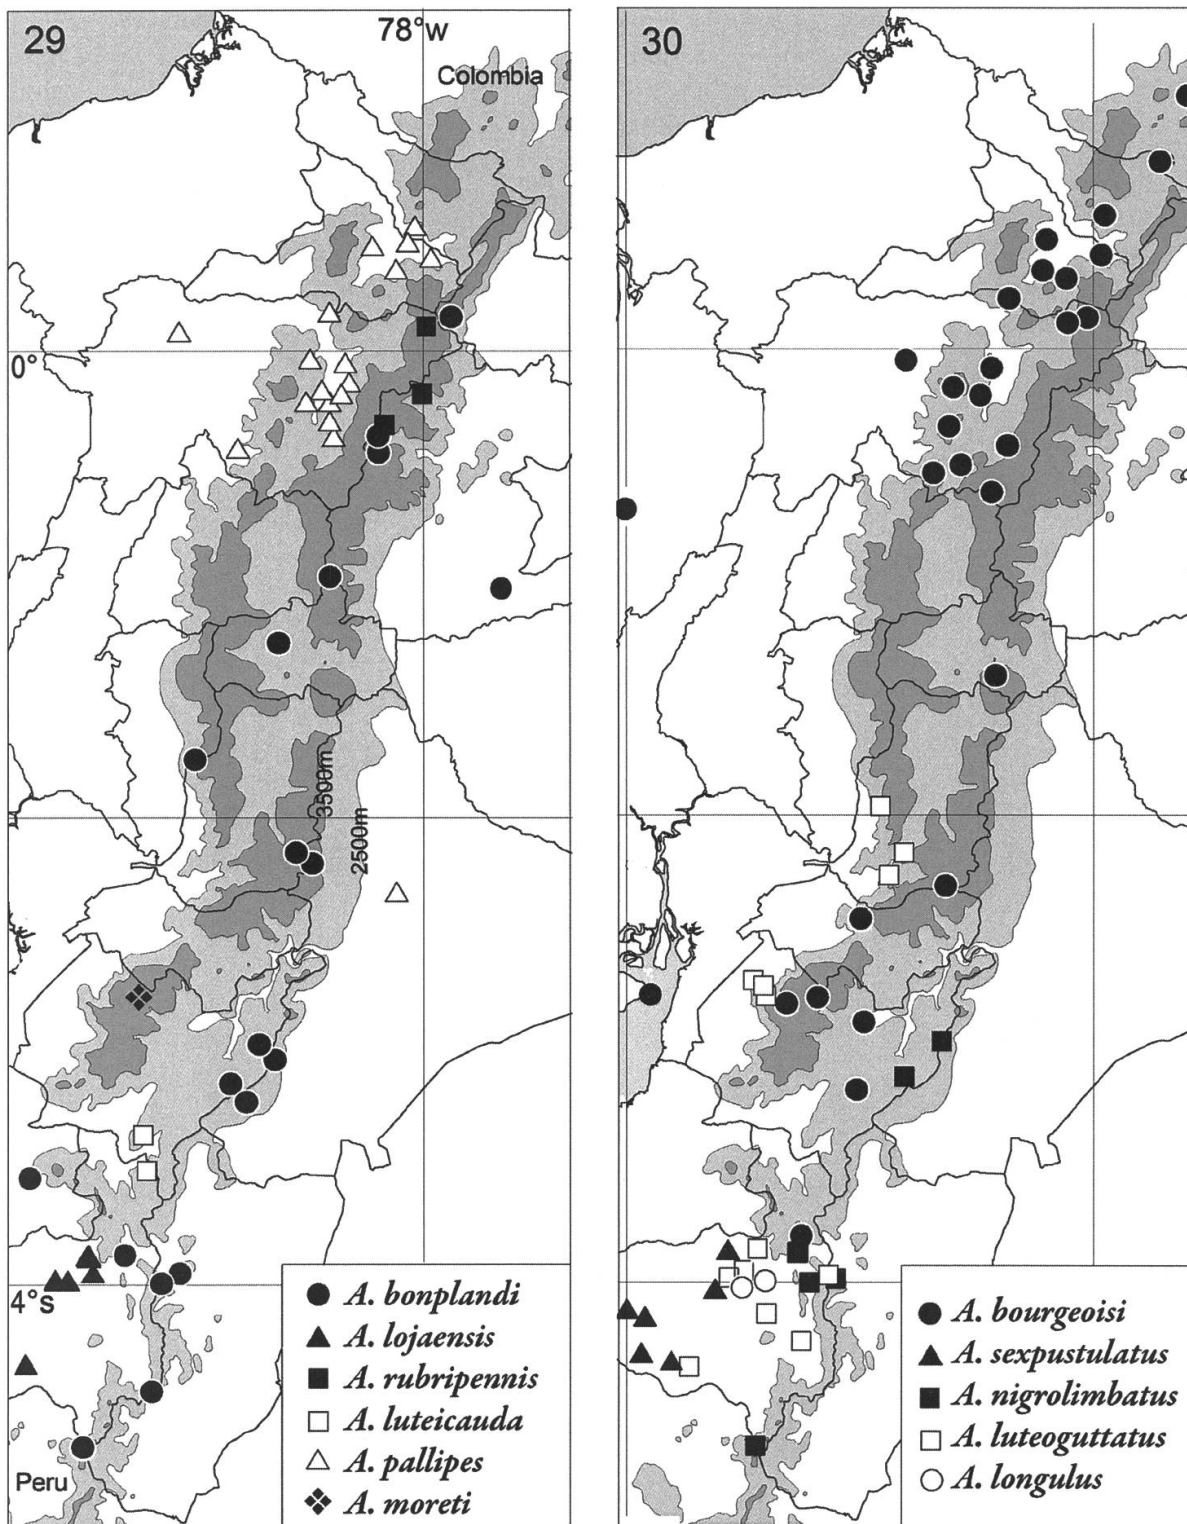 29
78°w
Colombia
0°
3500m
2500m
4°s
Peru
A. bonplandi
A. lojaensis
A. rubripennis
A. luteicauda
A. pallipes
A. moreti
30
A. bourgeoisi
A. sexpustulatus
A. nigrolimbatus
A. luteoguttatus
A. longulus